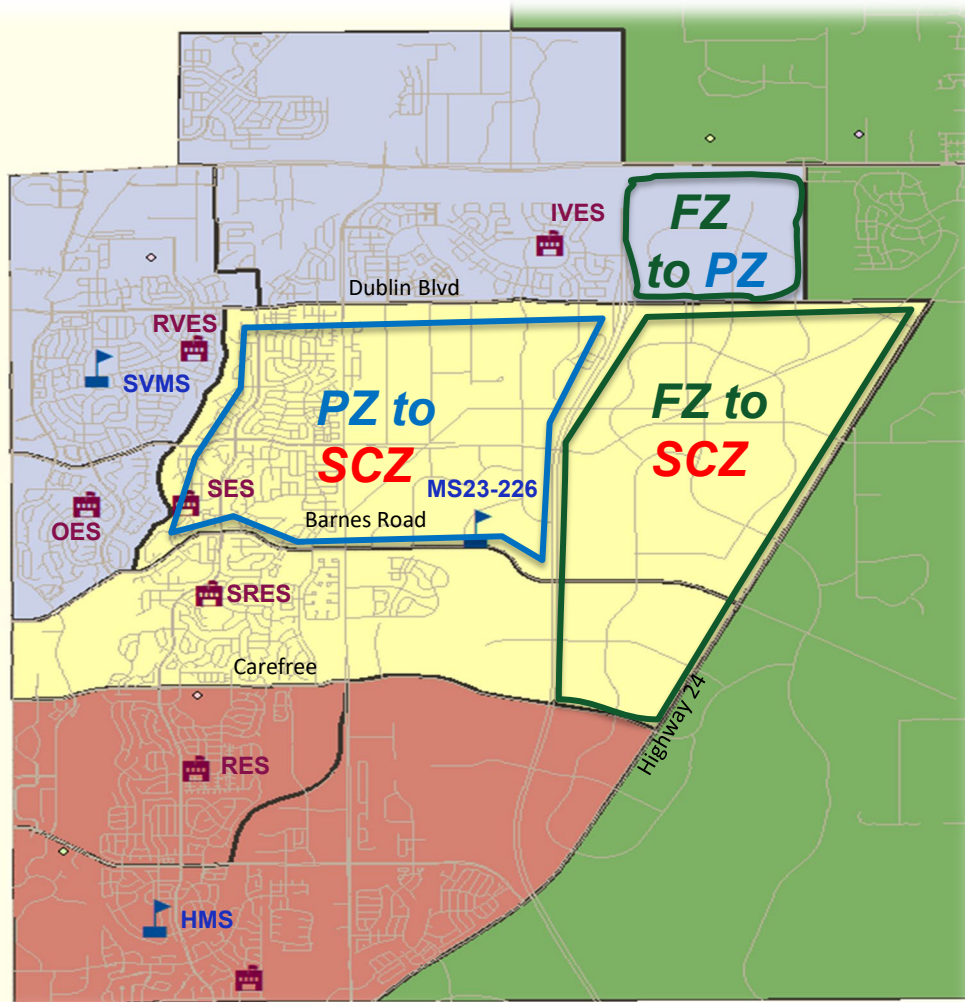 IVES
FZ
to PZ
Dublin Blvd
RVES
SVMS
PZ to
SCZ
FZ to
SCZ
SES
MS23-226
OES
Barnes Road
SRES
Carefree
Highway 24
RES
HMS